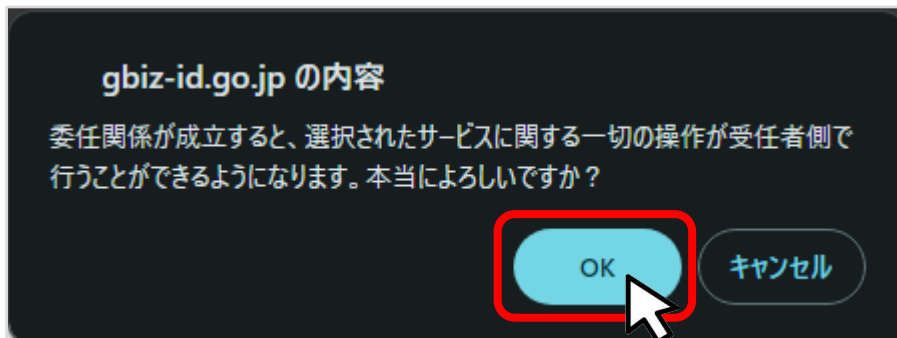 gbiz-id.go.jp の内容
委任関係が成立すると、選択されたサービスに関する一切の操作が受任者側で
行うことができるようになります。本当によろしいですか？
OK
キャンセル